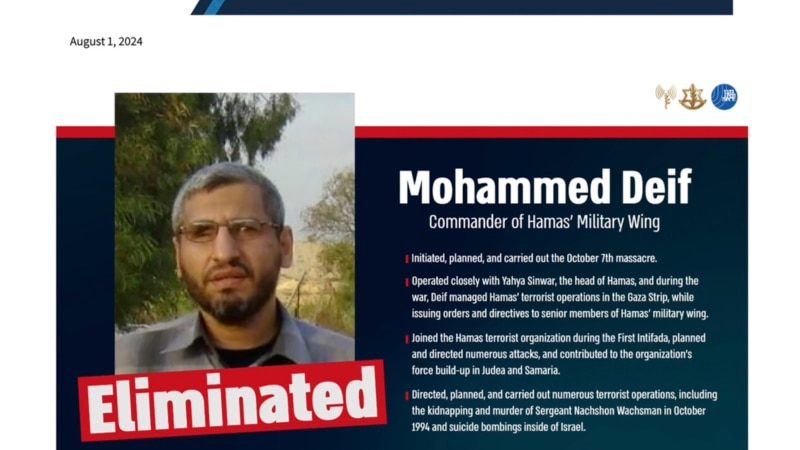 August 1, 2024
Mohammed Deif
Commander of Hamas' Military Wing
Initiated, planned, and carried out the October 7th massacre.
Operated closely with Yahya Sinwar, the head of Hamas, and during the
war, Deif managed Hamas' terrorist operations in the Gaza Strip, while
issuing orders and directives to senior members of Hamas' military wing.
Joined the Hamas terrorist organization during the First Intifada, planned
and directed numerous attacks, and contributed to the organization's
force build-up in Judea and Samaria.
Directed, planned, and carried out numerous terrorist operations, including
the kidnapping and murder of Sergeant Nachshon Wachsman in October
1994 and suicide bombings inside of Israel.
Eliminated